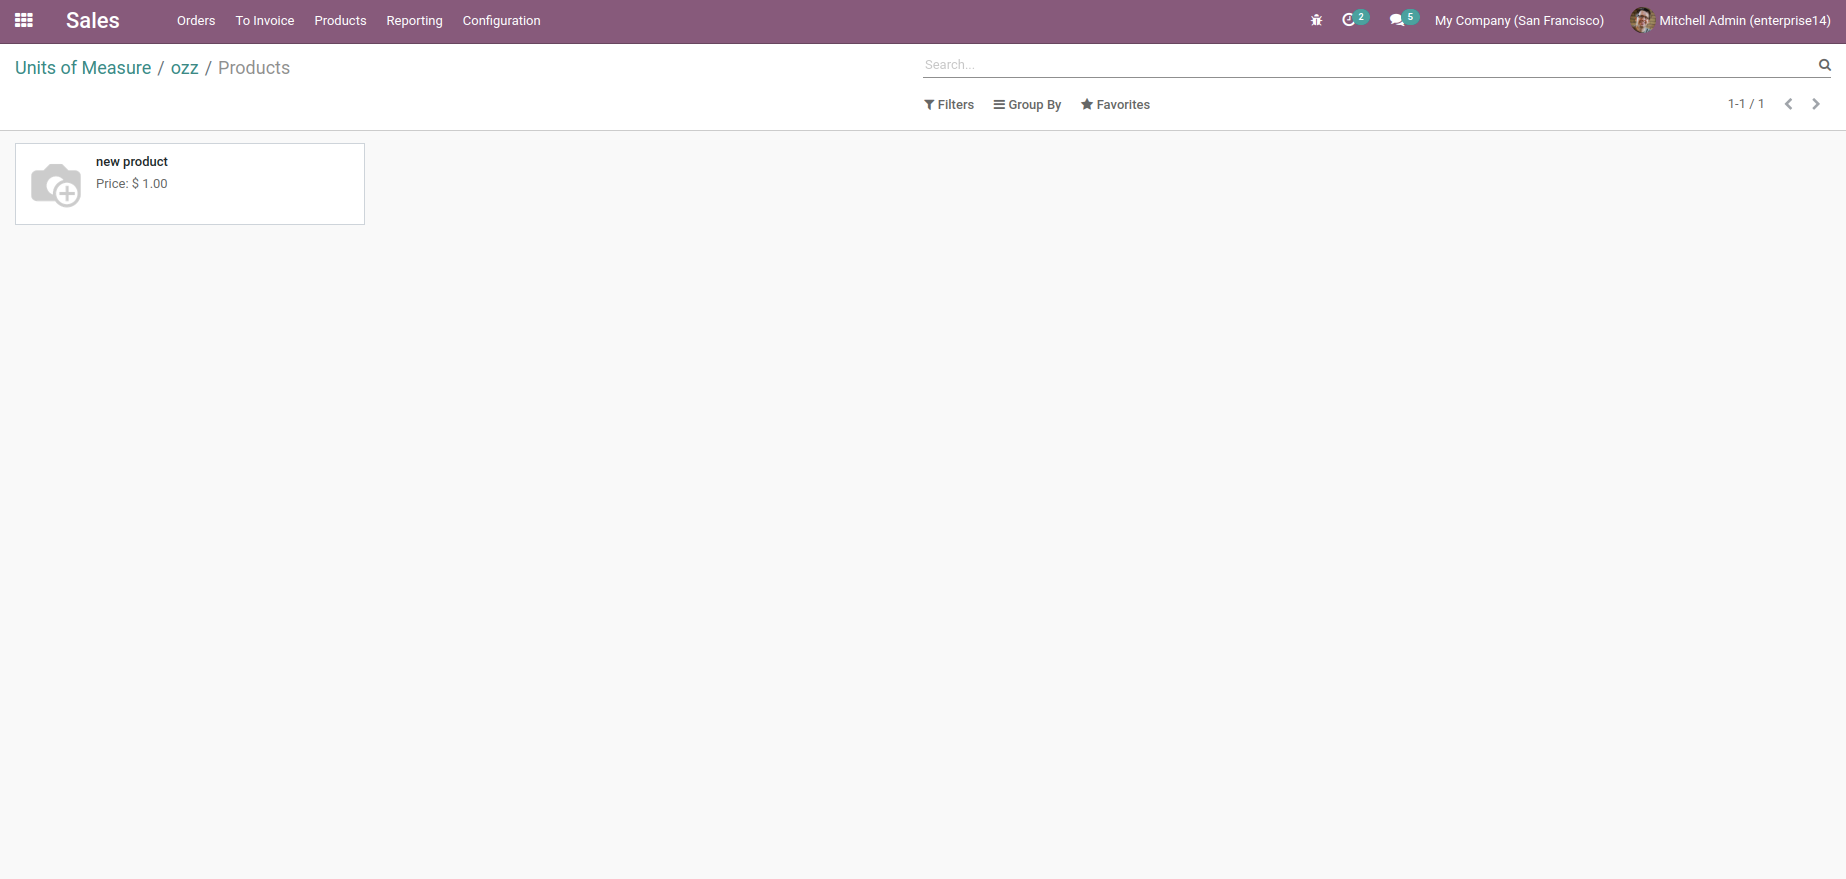 Sales Orders To Invoice Products Reporting Configuration 2 5 My Company (San Francisco) Mitchell Admin (enterprise14)
Units of Measure / ozz / Products
Search...
Filters Group By Favorites 1-1 / 1
new product
Price: $ 1.00